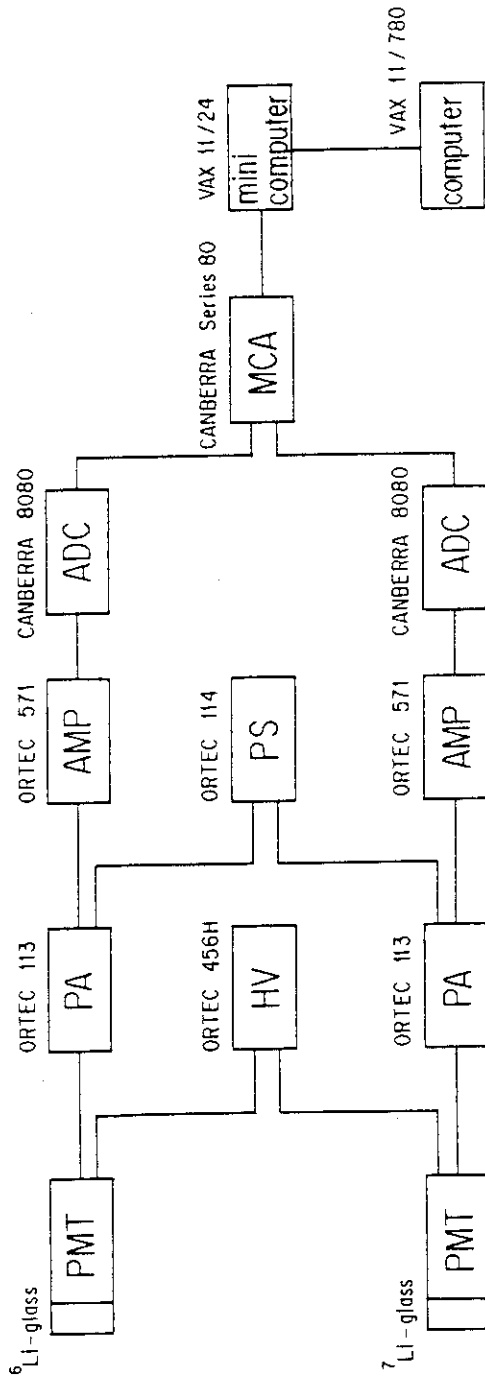 ⁶Li-glass
PMT
ORTEC 113
PA
ORTEC 571
AMP
CANBERRA 8080
ADC
ORTEC 456H
HV
ORTEC 114
PS
CANBERRA Series 80
MCA
VAX 11/24
mini
computer
VAX 11/780
computer
⁷Li-glass
PMT
ORTEC 113
PA
ORTEC 571
AMP
CANBERRA 8080
ADC